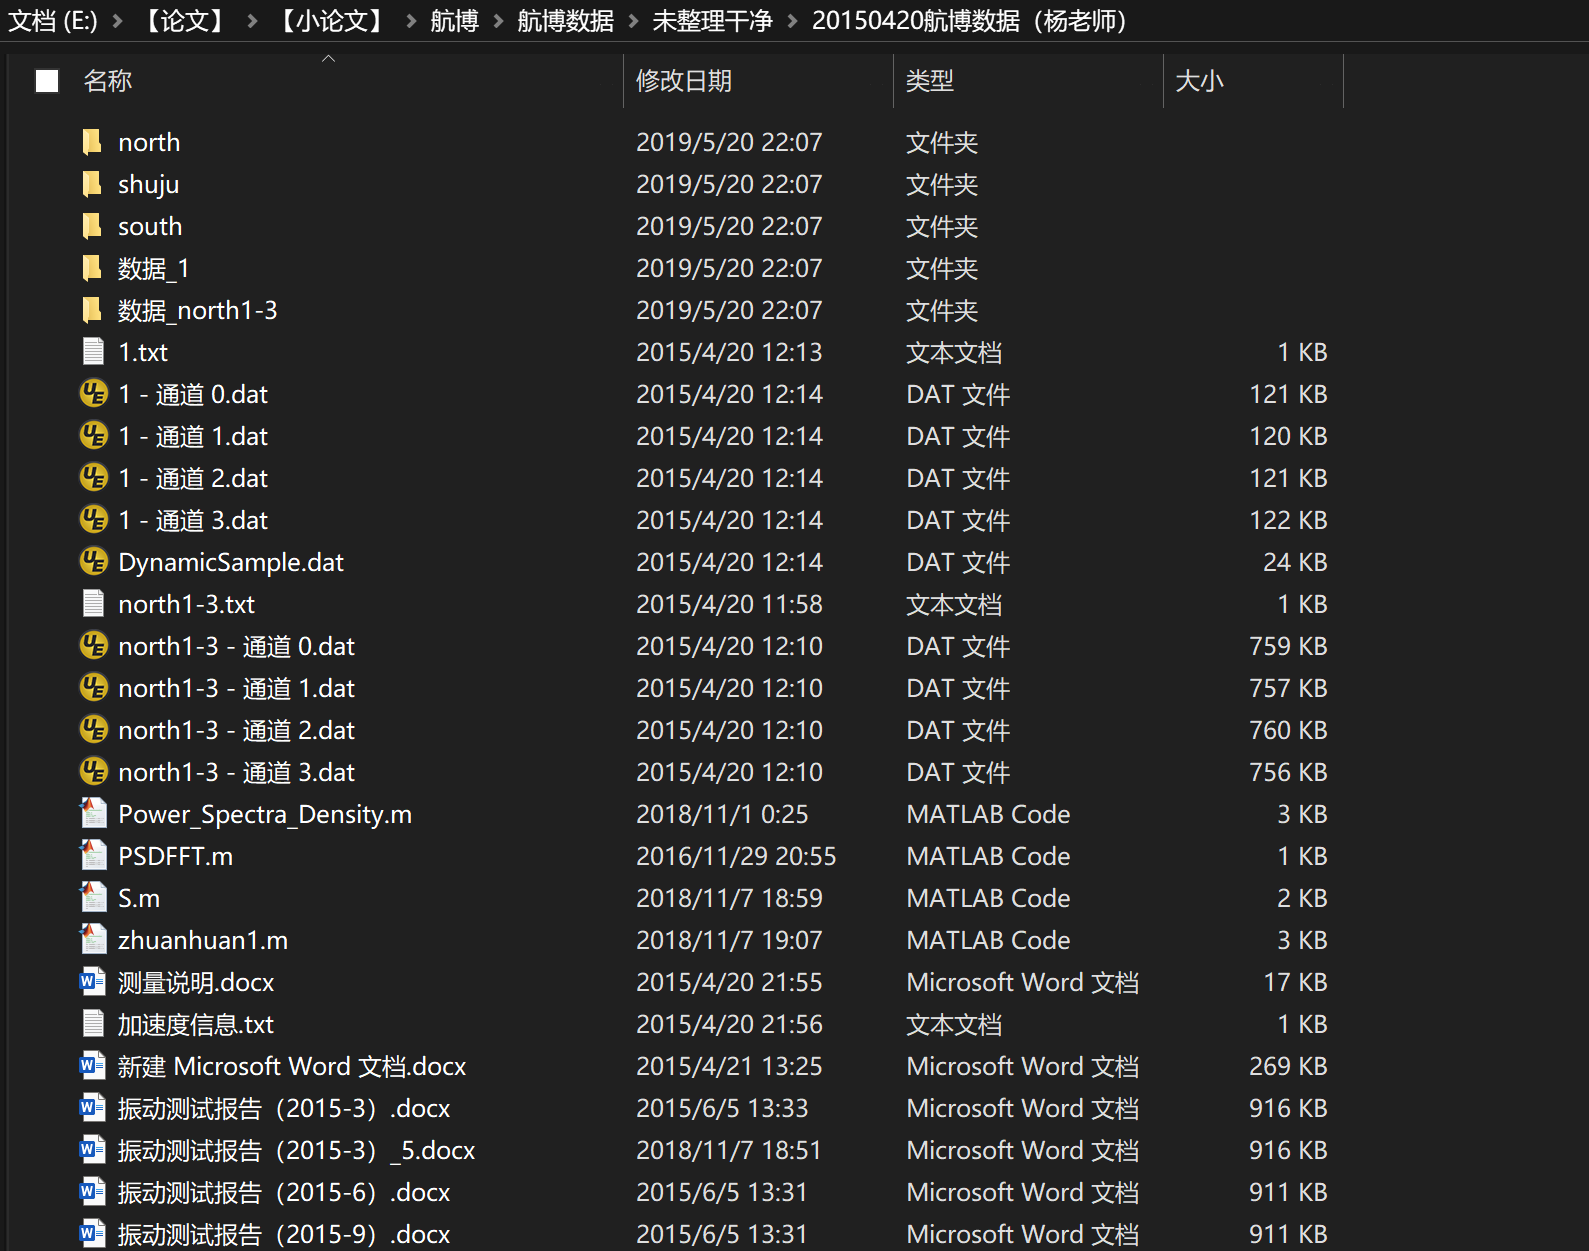 文档 (E:) > 【论文】 > 【小论文】 > 航博 > 航博数据 > 未整理干净 > 20150420航博数据（杨老师）
名称 修改日期 类型 大小
north 2019/5/20 22:07 文件夹
shuju 2019/5/20 22:07 文件夹
south 2019/5/20 22:07 文件夹
数据_1 2019/5/20 22:07 文件夹
数据_north1-3 2019/5/20 22:07 文件夹
1.txt 2015/4/20 12:13 文本文档 1 KB
1 - 通道 0.dat 2015/4/20 12:14 DAT 文件 121 KB
1 - 通道 1.dat 2015/4/20 12:14 DAT 文件 120 KB
1 - 通道 2.dat 2015/4/20 12:14 DAT 文件 121 KB
1 - 通道 3.dat 2015/4/20 12:14 DAT 文件 122 KB
DynamicSample.dat 2015/4/20 12:14 DAT 文件 24 KB
north1-3.txt 2015/4/20 11:58 文本文档 1 KB
north1-3 - 通道 0.dat 2015/4/20 12:10 DAT 文件 759 KB
north1-3 - 通道 1.dat 2015/4/20 12:10 DAT 文件 757 KB
north1-3 - 通道 2.dat 2015/4/20 12:10 DAT 文件 760 KB
north1-3 - 通道 3.dat 2015/4/20 12:10 DAT 文件 756 KB
Power_Spectra_Density.m 2018/11/1 0:25 MATLAB Code 3 KB
PSDFFT.m 2016/11/29 20:55 MATLAB Code 1 KB
S.m 2018/11/7 18:59 MATLAB Code 2 KB
zhuanhuan1.m 2018/11/7 19:07 MATLAB Code 3 KB
测量说明.docx 2015/4/20 21:55 Microsoft Word 文档 17 KB
加速度信息.txt 2015/4/20 21:56 文本文档 1 KB
新建 Microsoft Word 文档.docx 2015/4/21 13:25 Microsoft Word 文档 269 KB
振动测试报告（2015-3）.docx 2015/6/5 13:33 Microsoft Word 文档 916 KB
振动测试报告（2015-3）_5.docx 2018/11/7 18:51 Microsoft Word 文档 916 KB
振动测试报告（2015-6）.docx 2015/6/5 13:31 Microsoft Word 文档 911 KB
振动测试报告（2015-9）.docx 2015/6/5 13:31 Microsoft Word 文档 911 KB